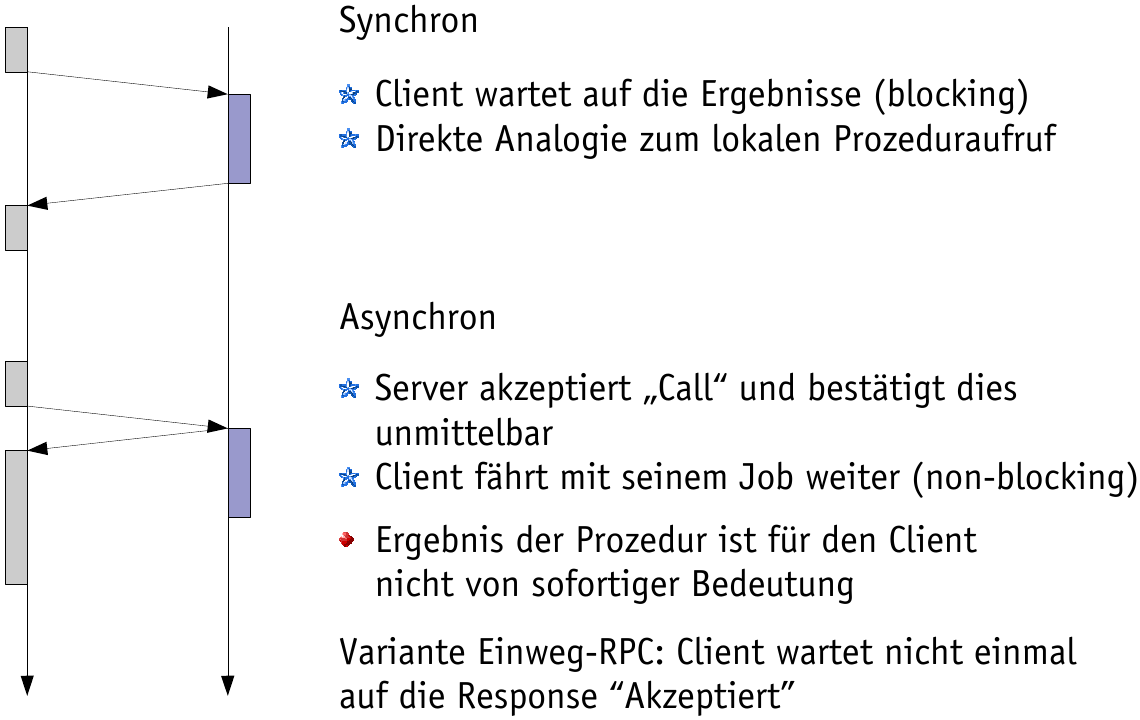 Synchron
Client wartet auf die Ergebnisse (blocking)
Direkte Analogie zum lokalen Prozeduraufruf
Asynchron
Server akzeptiert „Call“ und bestätigt dies
unmittelbar
Client fährt mit seinem Job weiter (non-blocking)
Ergebnis der Prozedur ist für den Client
nicht von sofortiger Bedeutung
Variante Einweg-RPC: Client wartet nicht einmal
auf die Response “Akzeptiert”